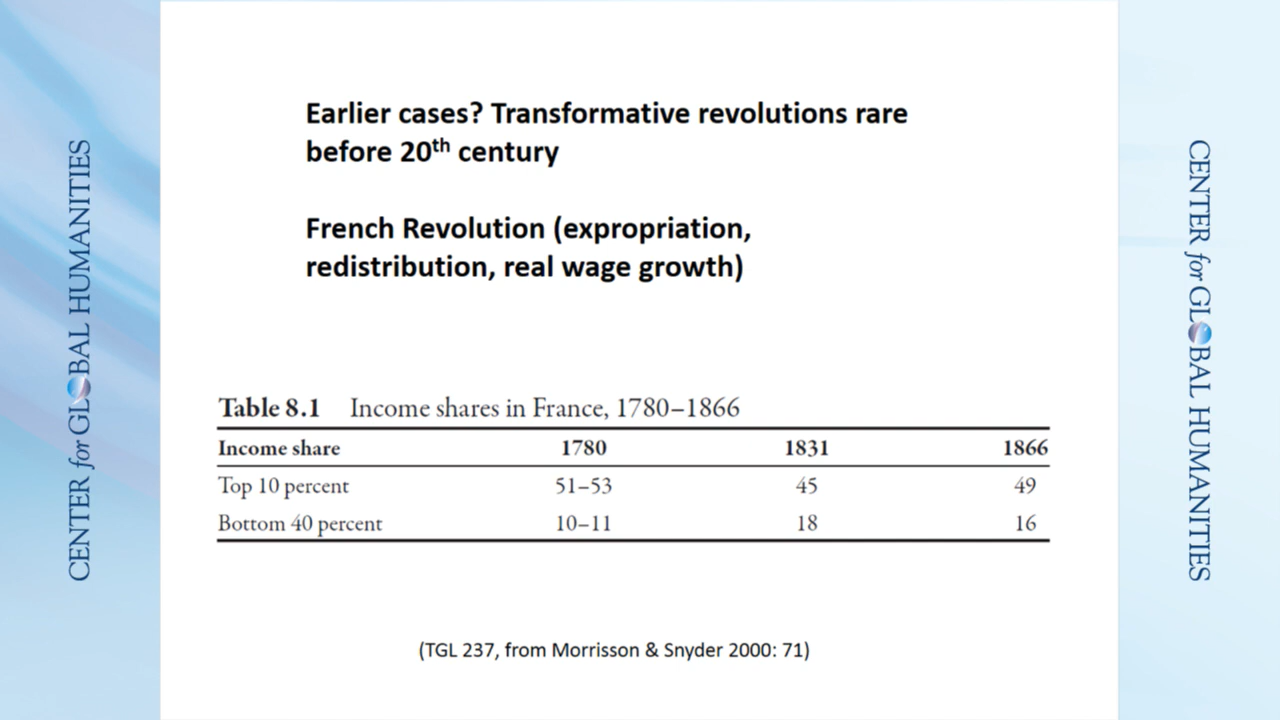 Earlier cases? Transformative revolutions rare
before 20th century
French Revolution (expropriation,
redistribution, real wage growth)
Table 8.1 Income shares in France, 1780–1866
Income share 1780 1831 1866
Top 10 percent 51–53 45 49
Bottom 40 percent 10–11 18 16
(TGL 237, from Morrisson & Snyder 2000: 71)
CENTER for GLOBAL HUMANITIES
CENTER for GLOBAL HUMANITIES